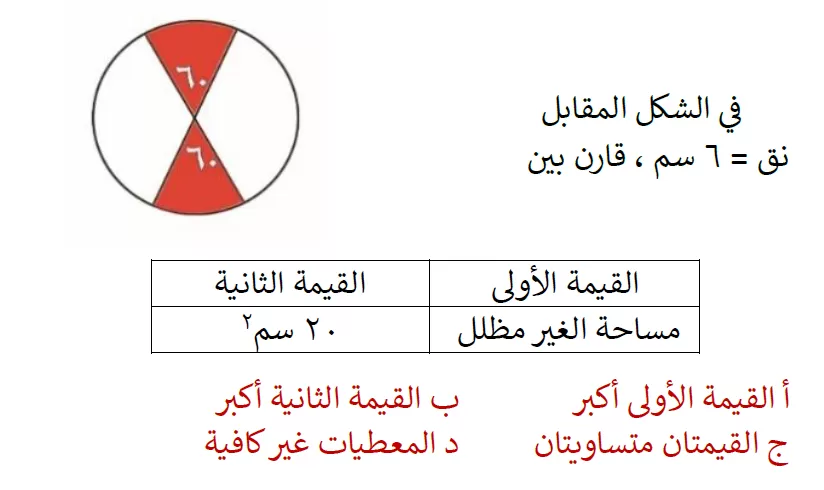 ٦٠
٦٠
في الشكل المقابل
نق = ٦ سم ، قارن بين
القيمة الأولى القيمة الثانية
مساحة الغير مظلل ٢٠ سم٢
أ القيمة الأولى أكبر ب القيمة الثانية أكبر
ج القيمتان متساويتان د المعطيات غير كافية